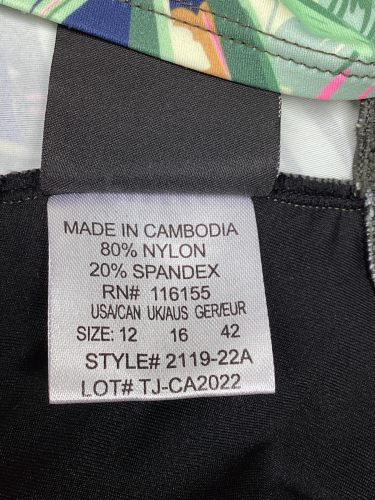 MADE IN CAMBODIA
80% NYLON
20% SPANDEX
RN# 116155
USA/CAN UK/AUS GER/EUR
SIZE: 12 16 42
STYLE# 2119-22A
LOT# TJ-CA2022